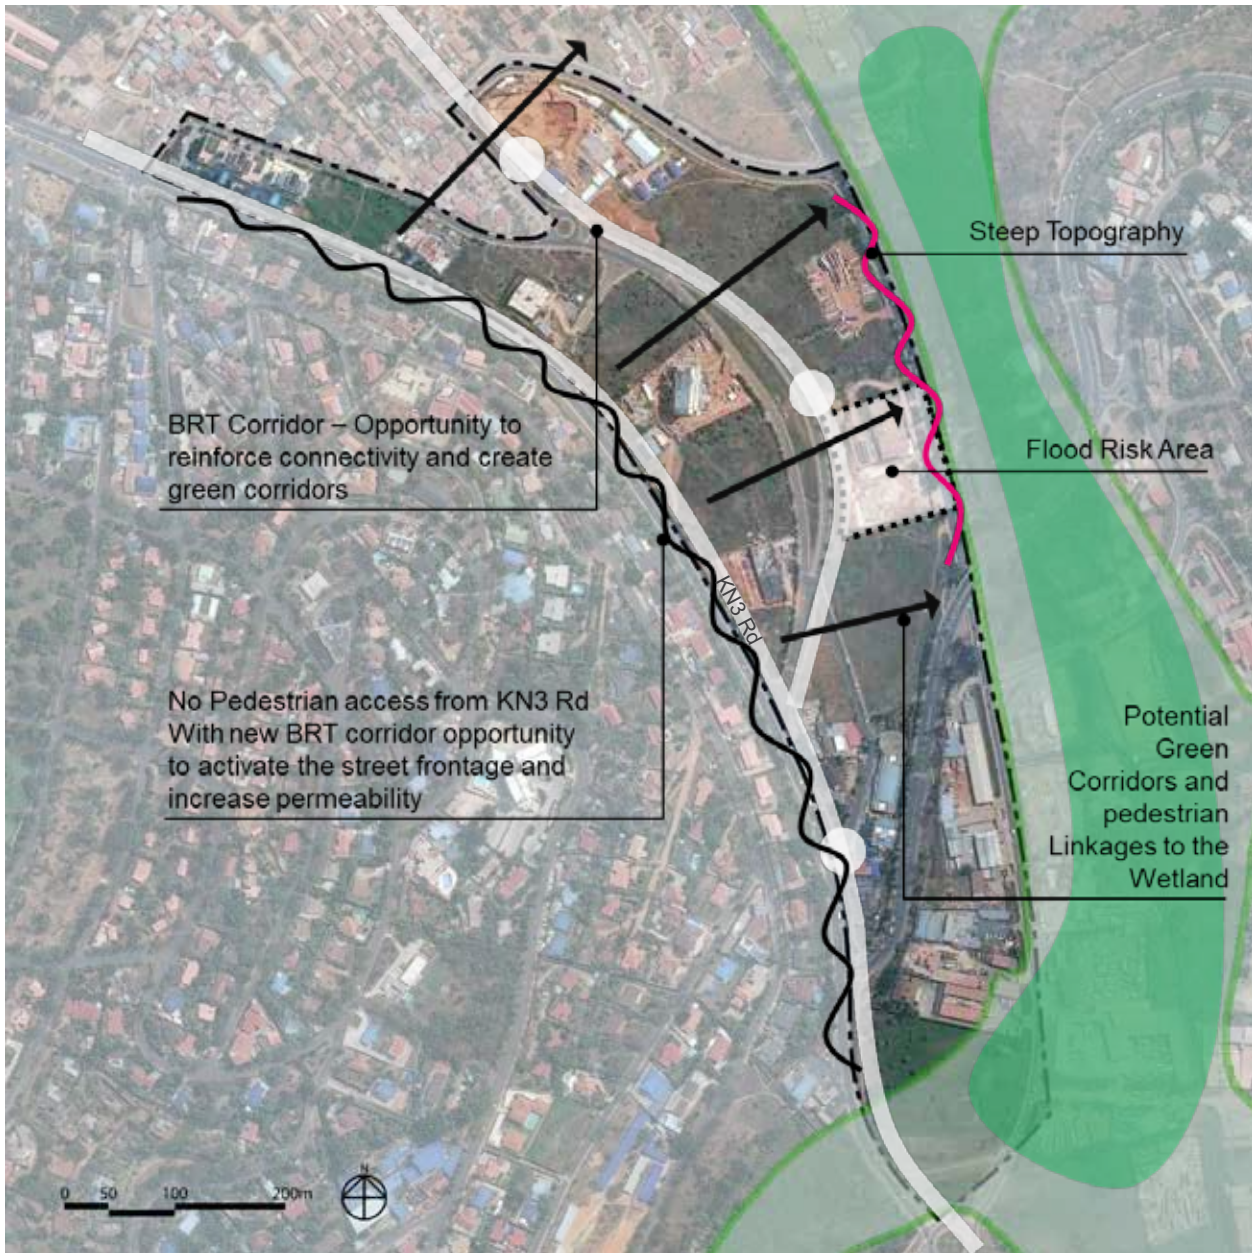 Steep Topography
BRT Corridor – Opportunity to
reinforce connectivity and create
green corridors
Flood Risk Area
KN3 Rd
No Pedestrian access from KN3 Rd
With new BRT corridor opportunity
to activate the street frontage and
increase permeability
Potential
Green
Corridors and
pedestrian
Linkages to the
Wetland
N
0 50 100 200m